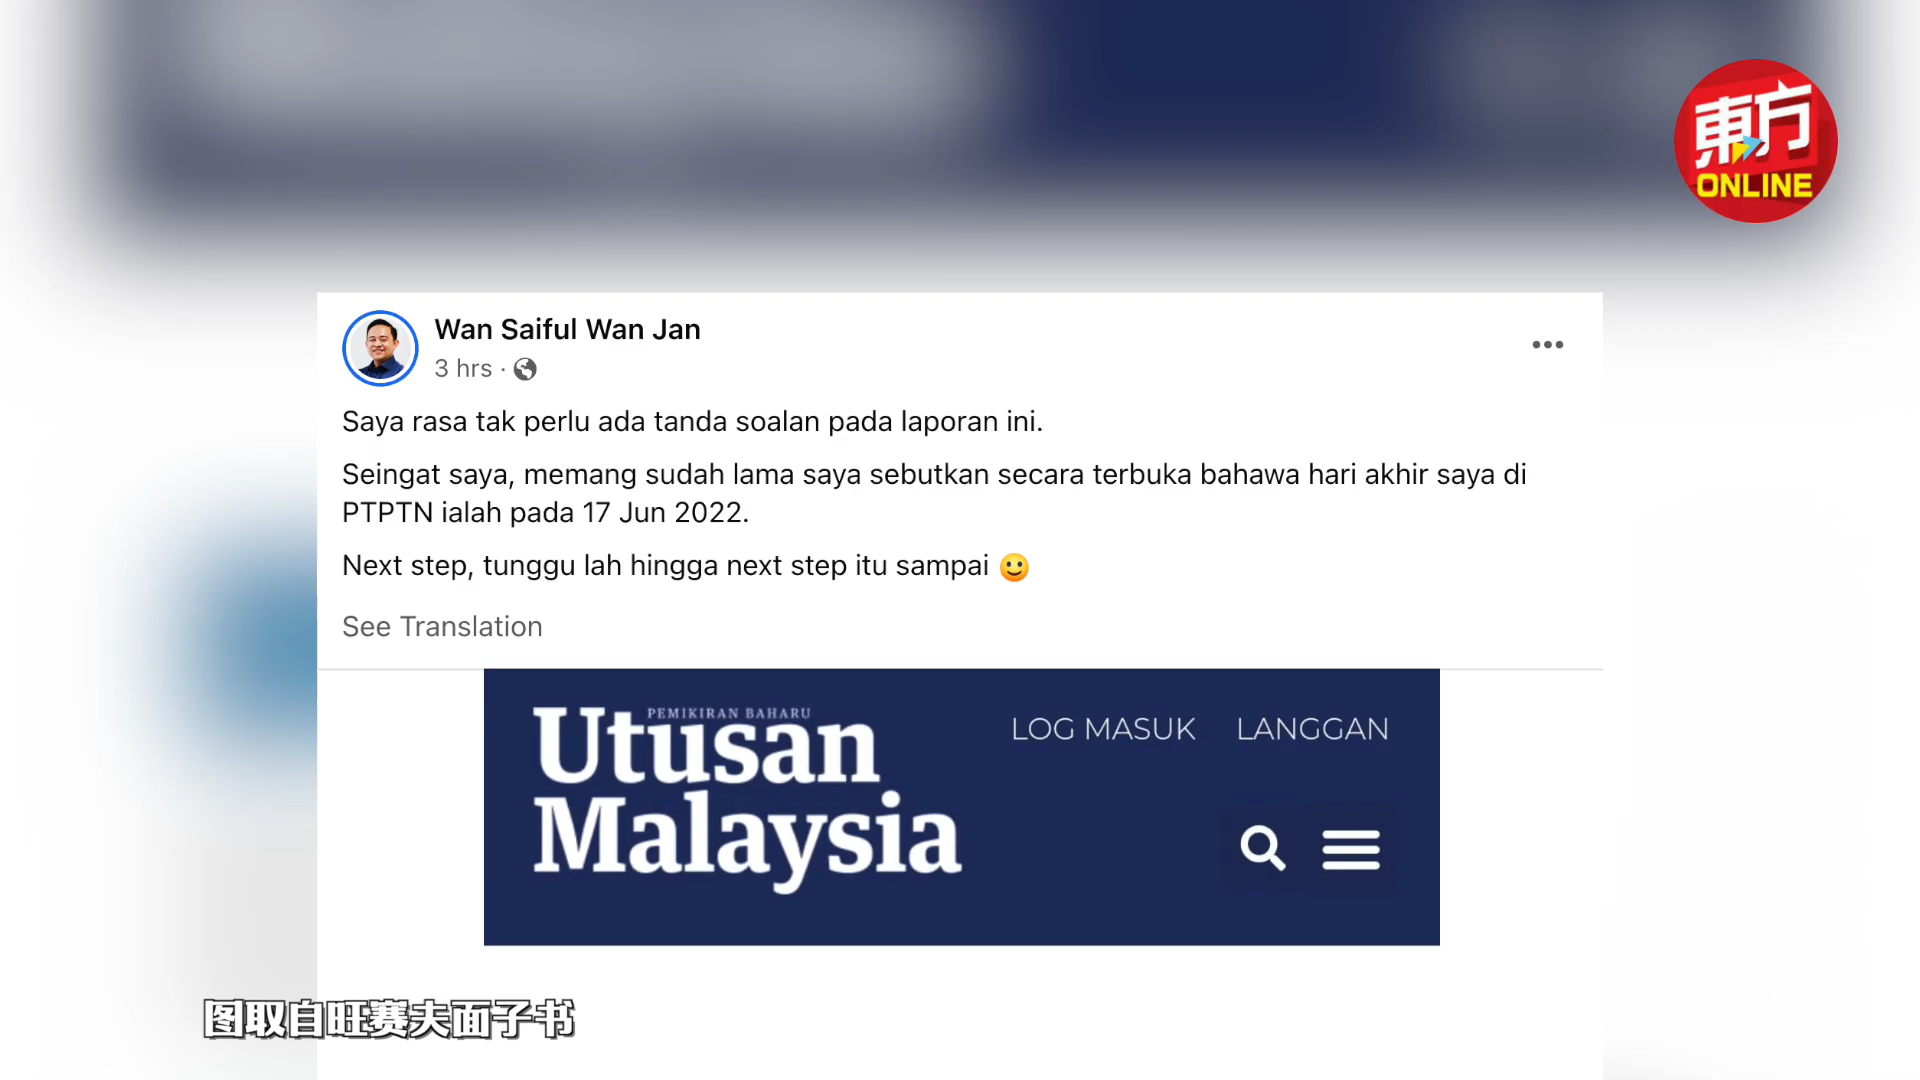 東方
ONLINE
Wan Saiful Wan Jan
3 hrs ·
Saya rasa tak perlu ada tanda soalan pada laporan ini.
Seingat saya, memang sudah lama saya sebutkan secara terbuka bahawa hari akhir saya di
PTPTN ialah pada 17 Jun 2022.
Next step, tunggu lah hingga next step itu sampai 🙂
See Translation
PEMIKIRAN BAHARU
Utusan
Malaysia
LOG MASUK LANGGAN
图取自旺赛夫面子书